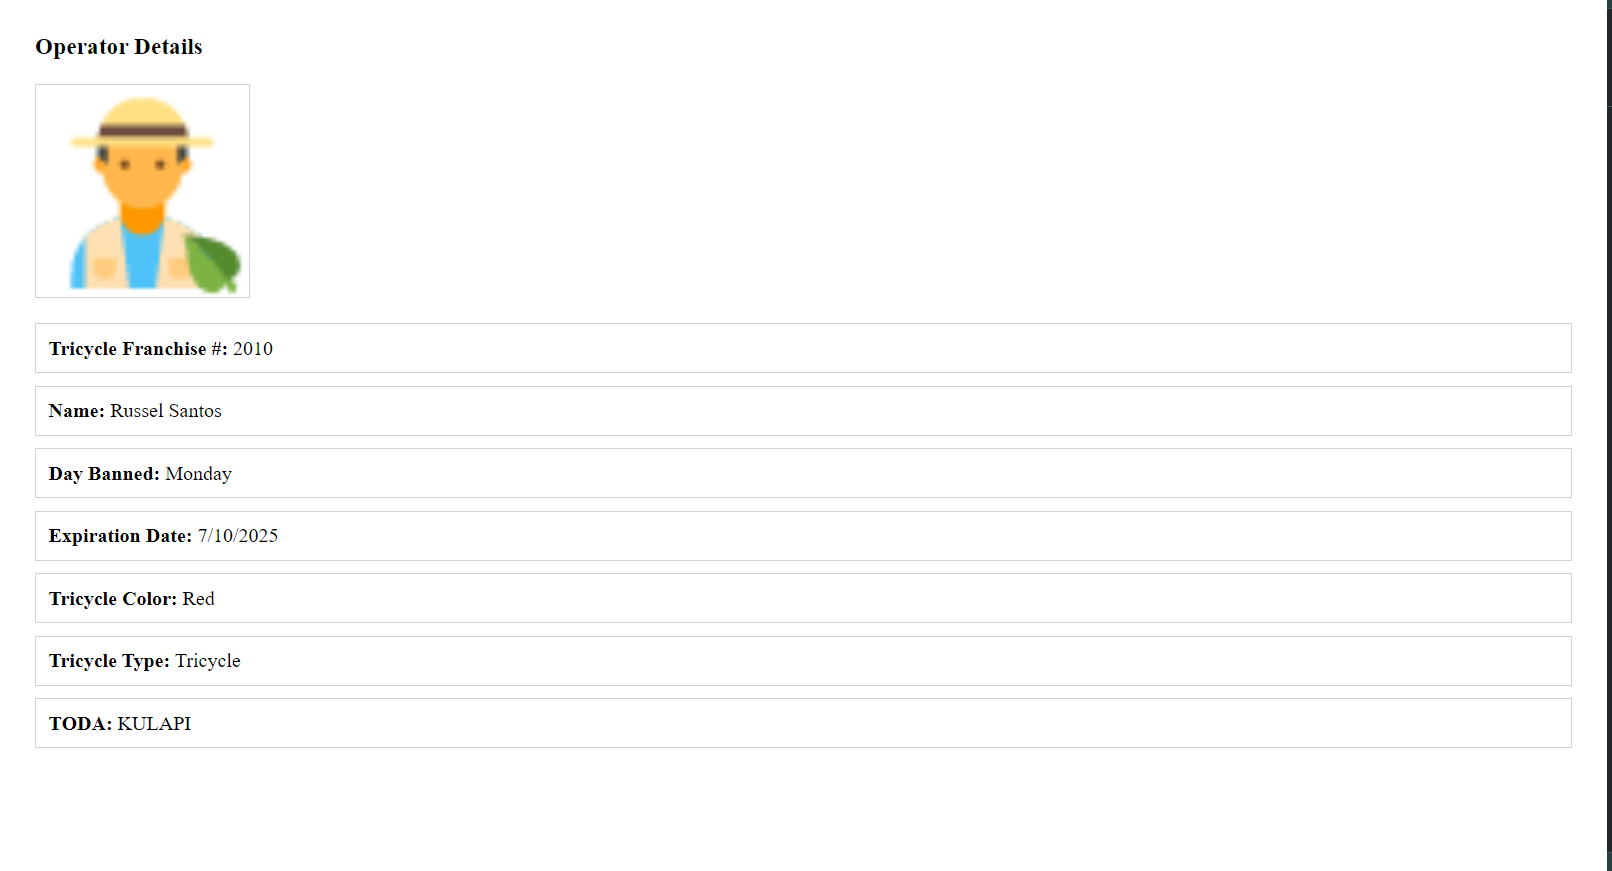 Operator Details
Tricycle Franchise #: 2010
Name: Russel Santos
Day Banned: Monday
Expiration Date: 7/10/2025
Tricycle Color: Red
Tricycle Type: Tricycle
TODA: KULAPI